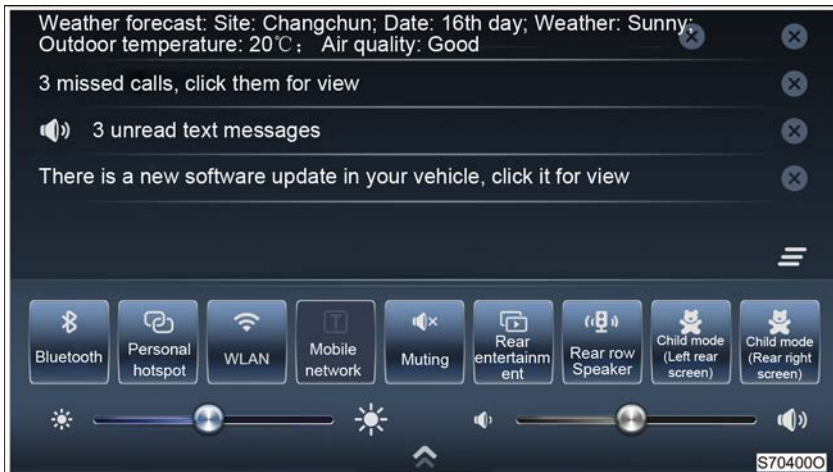 Weather forecast: Site: Changchun; Date: 16th day; Weather: Sunny;
Outdoor temperature: 20℃; Air quality: Good
3 missed calls, click them for view
3 unread text messages
There is a new software update in your vehicle, click it for view
Bluetooth
Personal
hotspot
WLAN
T
Mobile
network
Muting
Rear
entertainm
ent
Rear row
Speaker
Child mode
(Left rear
screen)
Child mode
(Rear right
screen)
S70400O